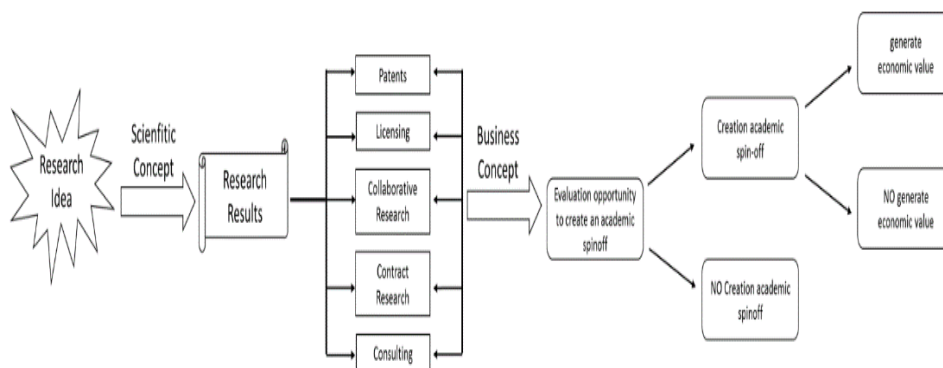 Research
Idea
Scienfitic
Concept
Research
Results
Patents
Licensing
Collaborative
Research
Contract
Research
Consulting
Business
Concept
Evaluation opportunity
to create an academic
spinoff
Creation academic
spin-off
NO Creation academic
spinoff
generate
economic value
NO generate
economic value